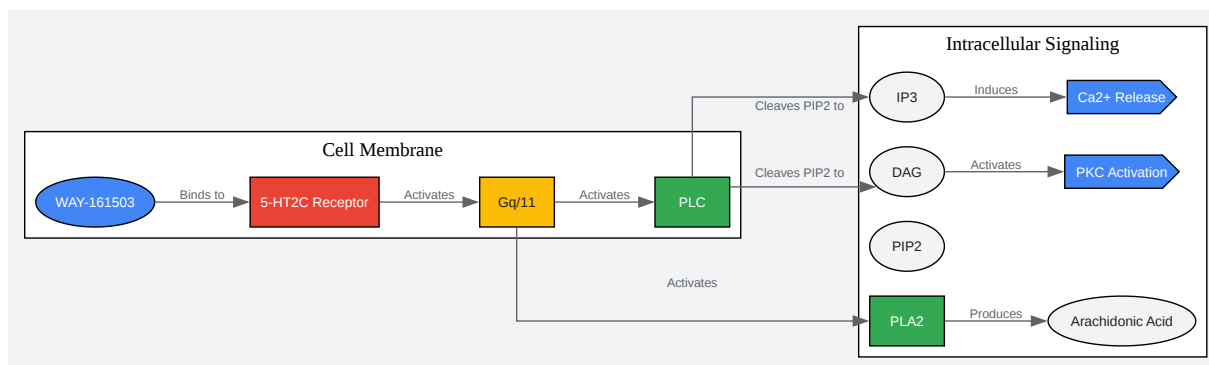 Intracellular Signaling
Cleaves PIP2 to
IP3
Induces
Ca2+ Release
Cell Membrane
WAY-161503
Binds to
5-HT2C Receptor
Activates
Gq/11
Activates
PLC
Cleaves PIP2 to
DAG
Activates
PKC Activation
PIP2
Activates
PLA2
Produces
Arachidonic Acid